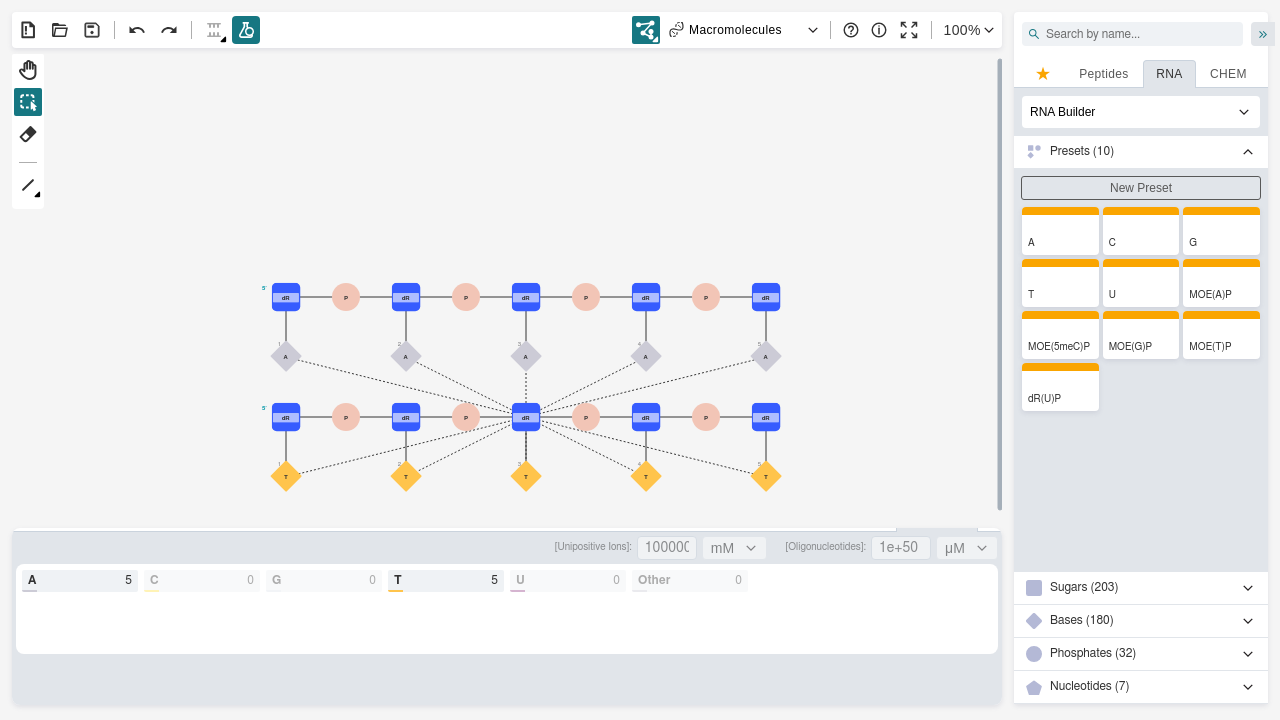 Macromolecules
100%
Search by name...
»
Peptides
RNA
CHEM
RNA Builder
Presets (10)
New Preset
A
C
G
T
U
MOE(A)P
MOE(5meC)P
MOE(G)P
MOE(T)P
dR(U)P
Sugars (203)
Bases (180)
Phosphates (32)
Nucleotides (7)
5'
dR
P
dR
P
dR
P
dR
P
dR
1
2
3
4
5
A
A
A
A
A
5'
dR
P
dR
P
dR
P
dR
P
dR
1
2
3
4
5
T
T
T
T
T
[Unipositive Ions]:
100000
mM
[Oligonucleotides]:
1e+50
μM
A 5
C 0
G 0
T 5
U 0
Other 0